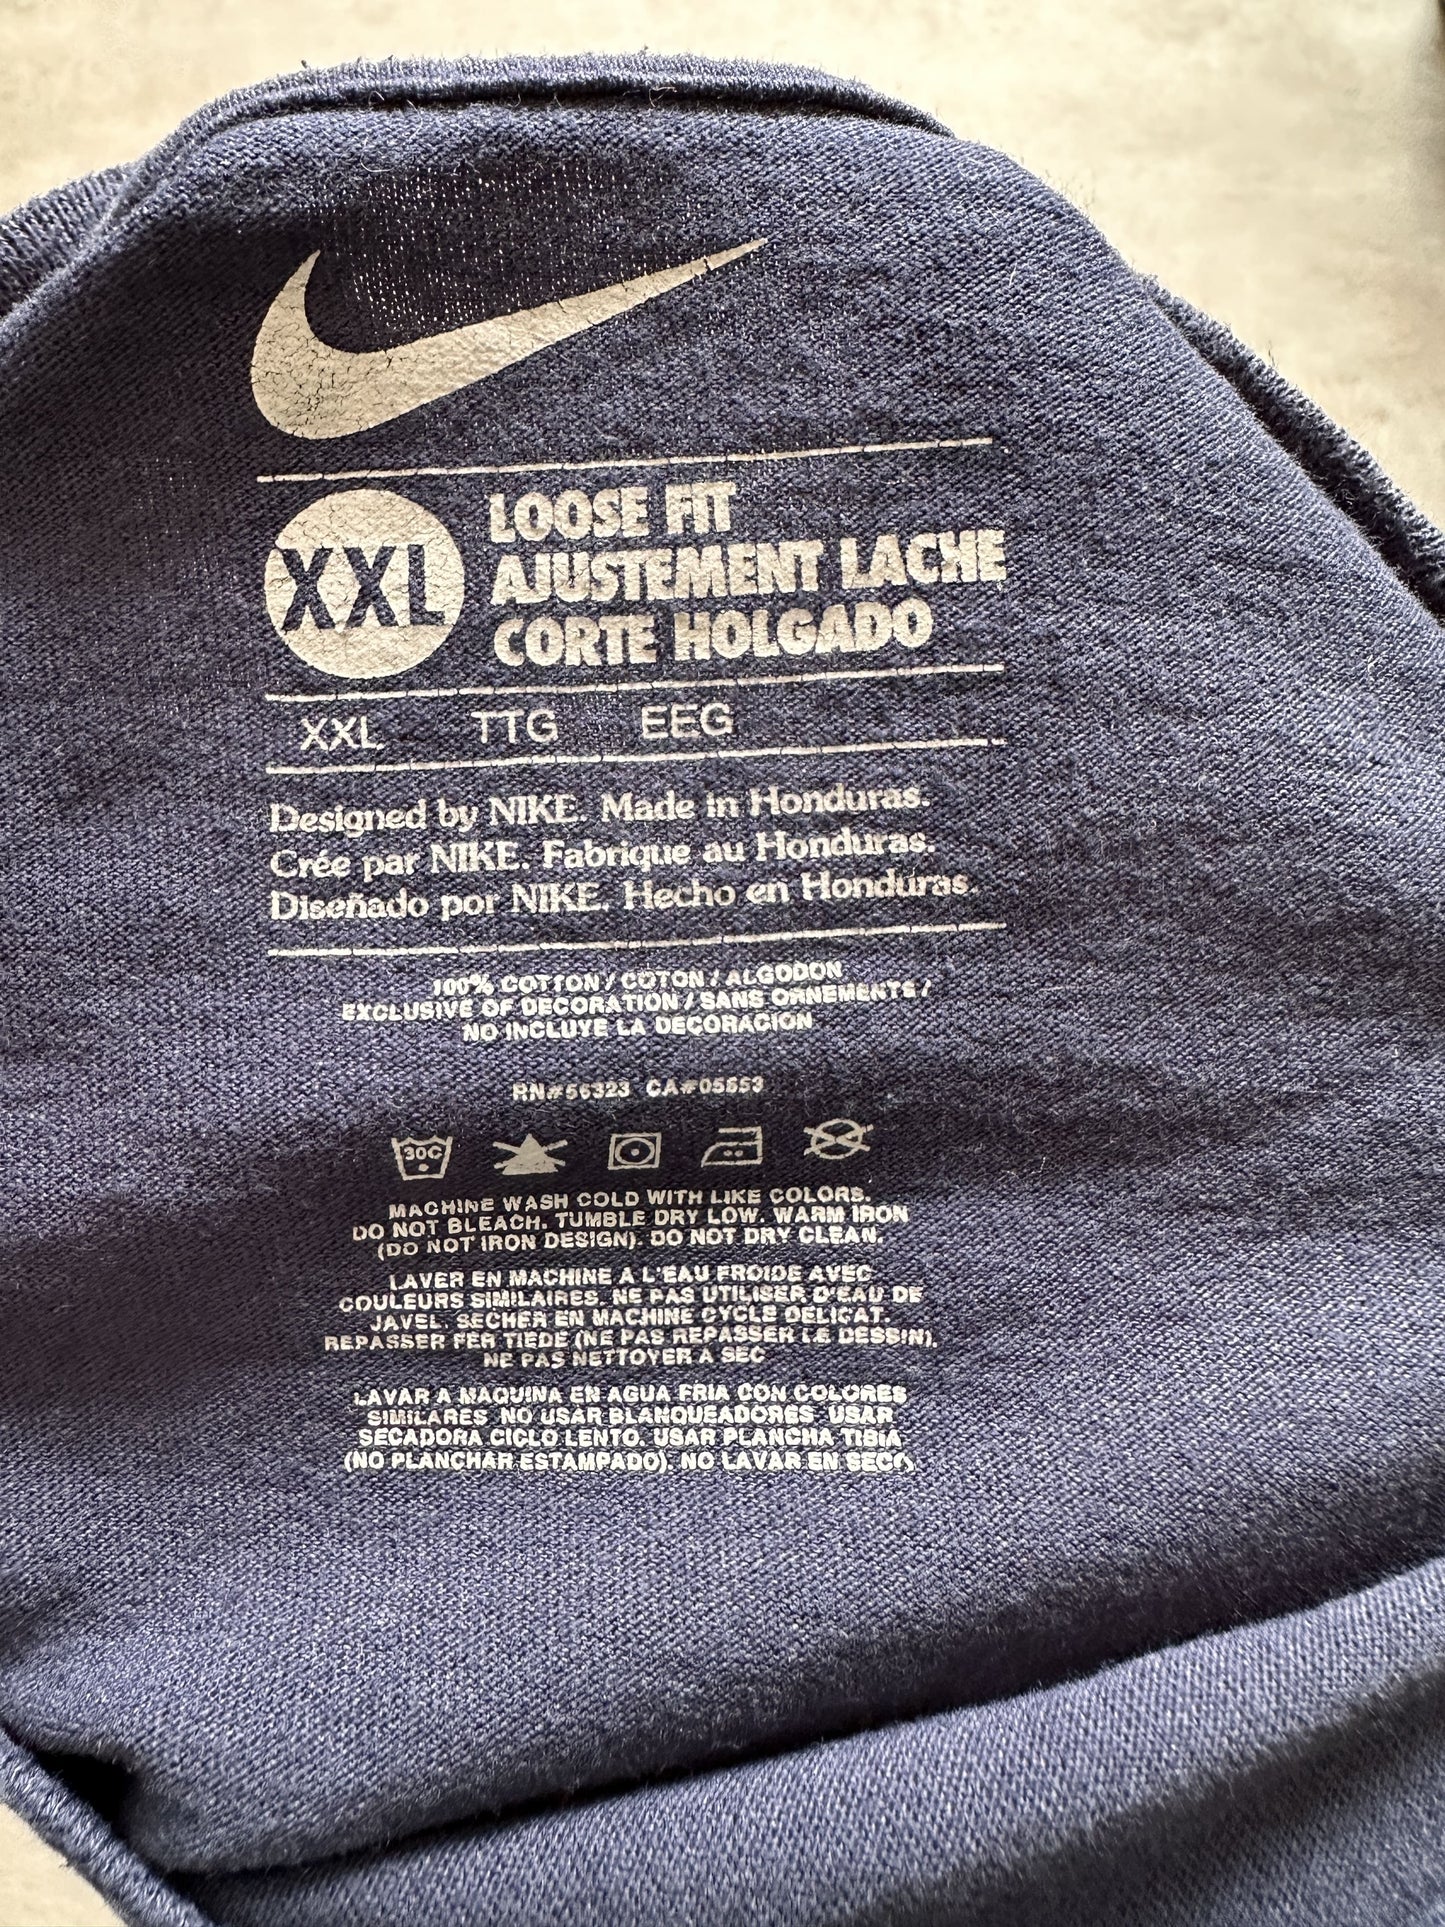 XXL
LOOSE FIT
AJUSTEMENT LACHE
CORTE HOLGADO
XXL TTG EEG
Designed by NIKE. Made in Honduras.
Crée par NIKE. Fabrique au Honduras.
Diseñado por NIKE. Hecho en Honduras.
100% COTTON / COTON / ALGODON
EXCLUSIVE OF DECORATION / SANS ORNEMENTS /
NO INCLUYE LA DECORACION
RN#56323 CA#05553
30C
MACHINE WASH COLD WITH LIKE COLORS.
DO NOT BLEACH. TUMBLE DRY LOW. WARM IRON
(DO NOT IRON DESIGN). DO NOT DRY CLEAN.
LAVER EN MACHINE A L'EAU FROIDE AVEC
COULEURS SIMILAIRES. NE PAS UTILISER D'EAU DE
JAVEL. SECHER EN MACHINE CYCLE DELICAT.
REPASSER FER TIEDE (NE PAS REPASSER LE DESSIN).
NE PAS NETTOYER A SEC
LAVAR A MAQUINA EN AGUA FRIA CON COLORES
SIMILARES NO USAR BLANQUEADORES USAR
SECADORA CICLO LENTO. USAR PLANCHA TIBIA
(NO PLANCHAR ESTAMPADO). NO LAVAR EN SECO